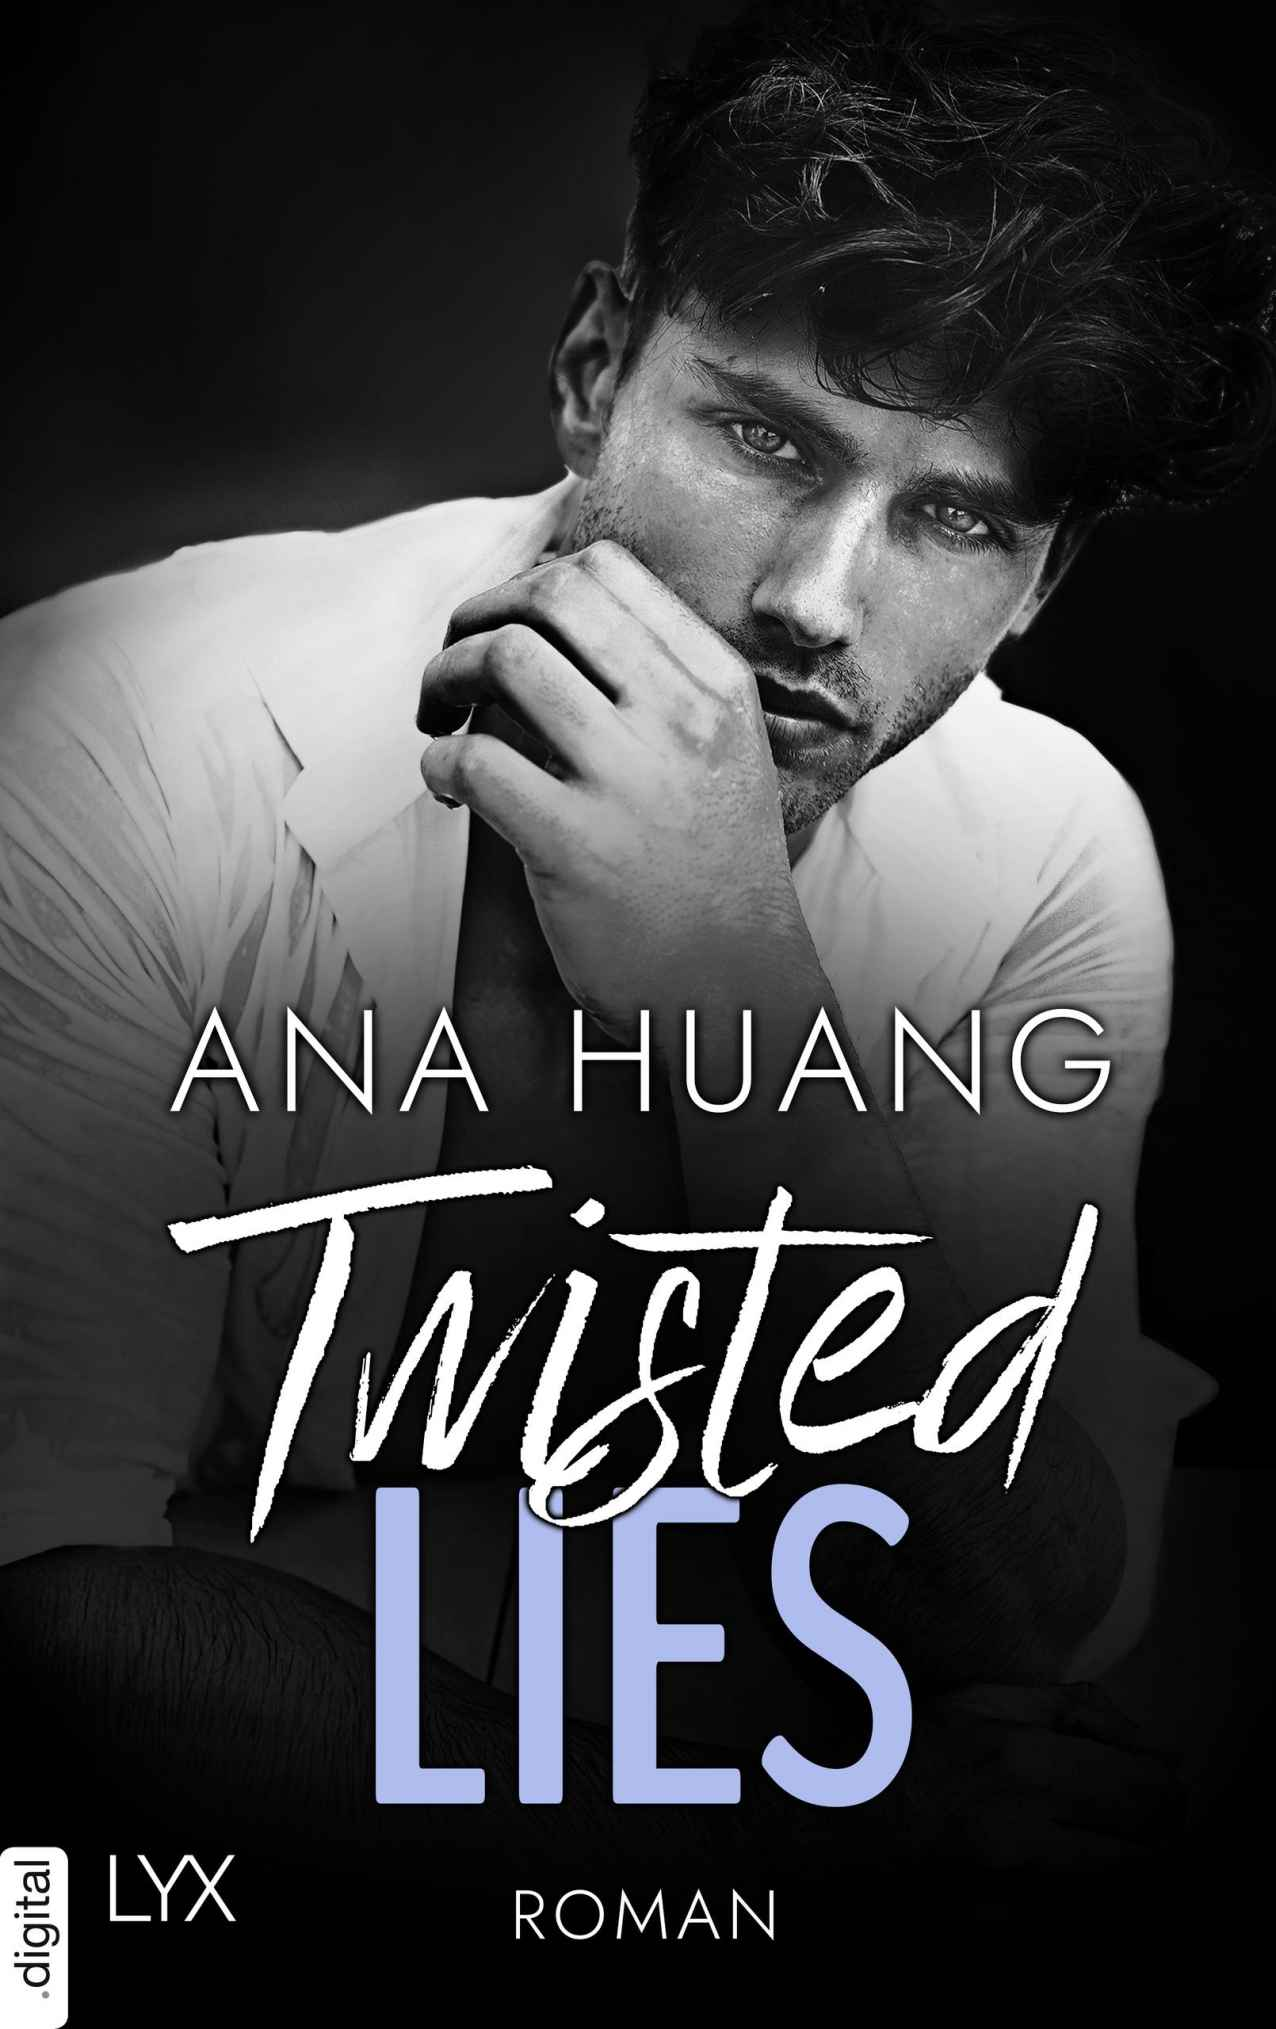 ANA HUANG
Twisted
LIES
ROMAN
LYX
.digital